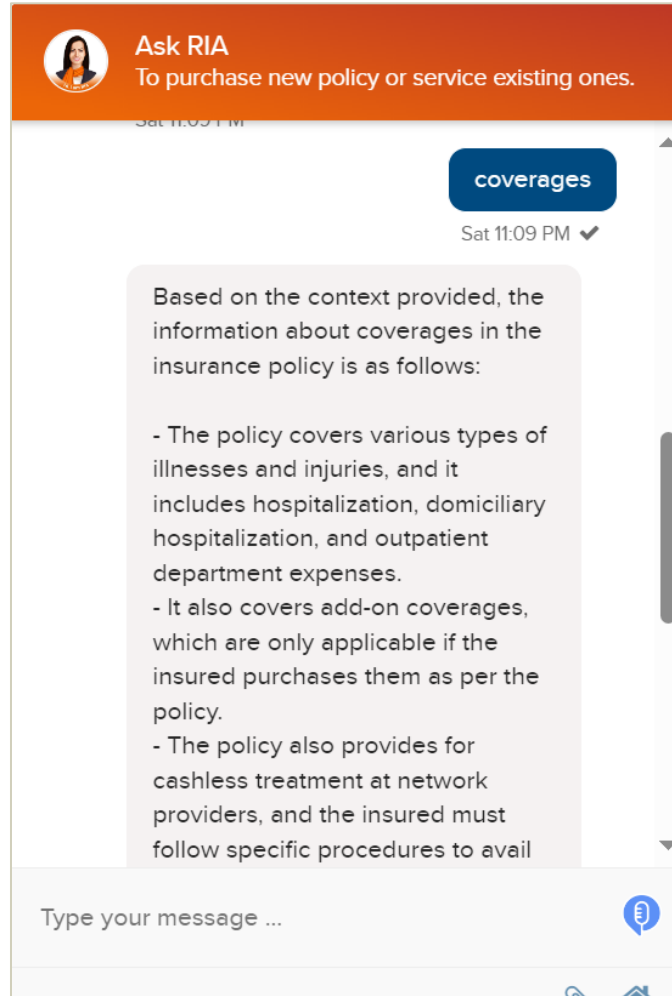 Ask RIA
To purchase new policy or service existing ones.
Sat 11:09 PM
coverages
Sat 11:09 PM
Based on the context provided, the
information about coverages in the
insurance policy is as follows:
- The policy covers various types of
illnesses and injuries, and it
includes hospitalization, domiciliary
hospitalization, and outpatient
department expenses.
- It also covers add-on coverages,
which are only applicable if the
insured purchases them as per the
policy.
- The policy also provides for
cashless treatment at network
providers, and the insured must
follow specific procedures to avail
Type your message ...